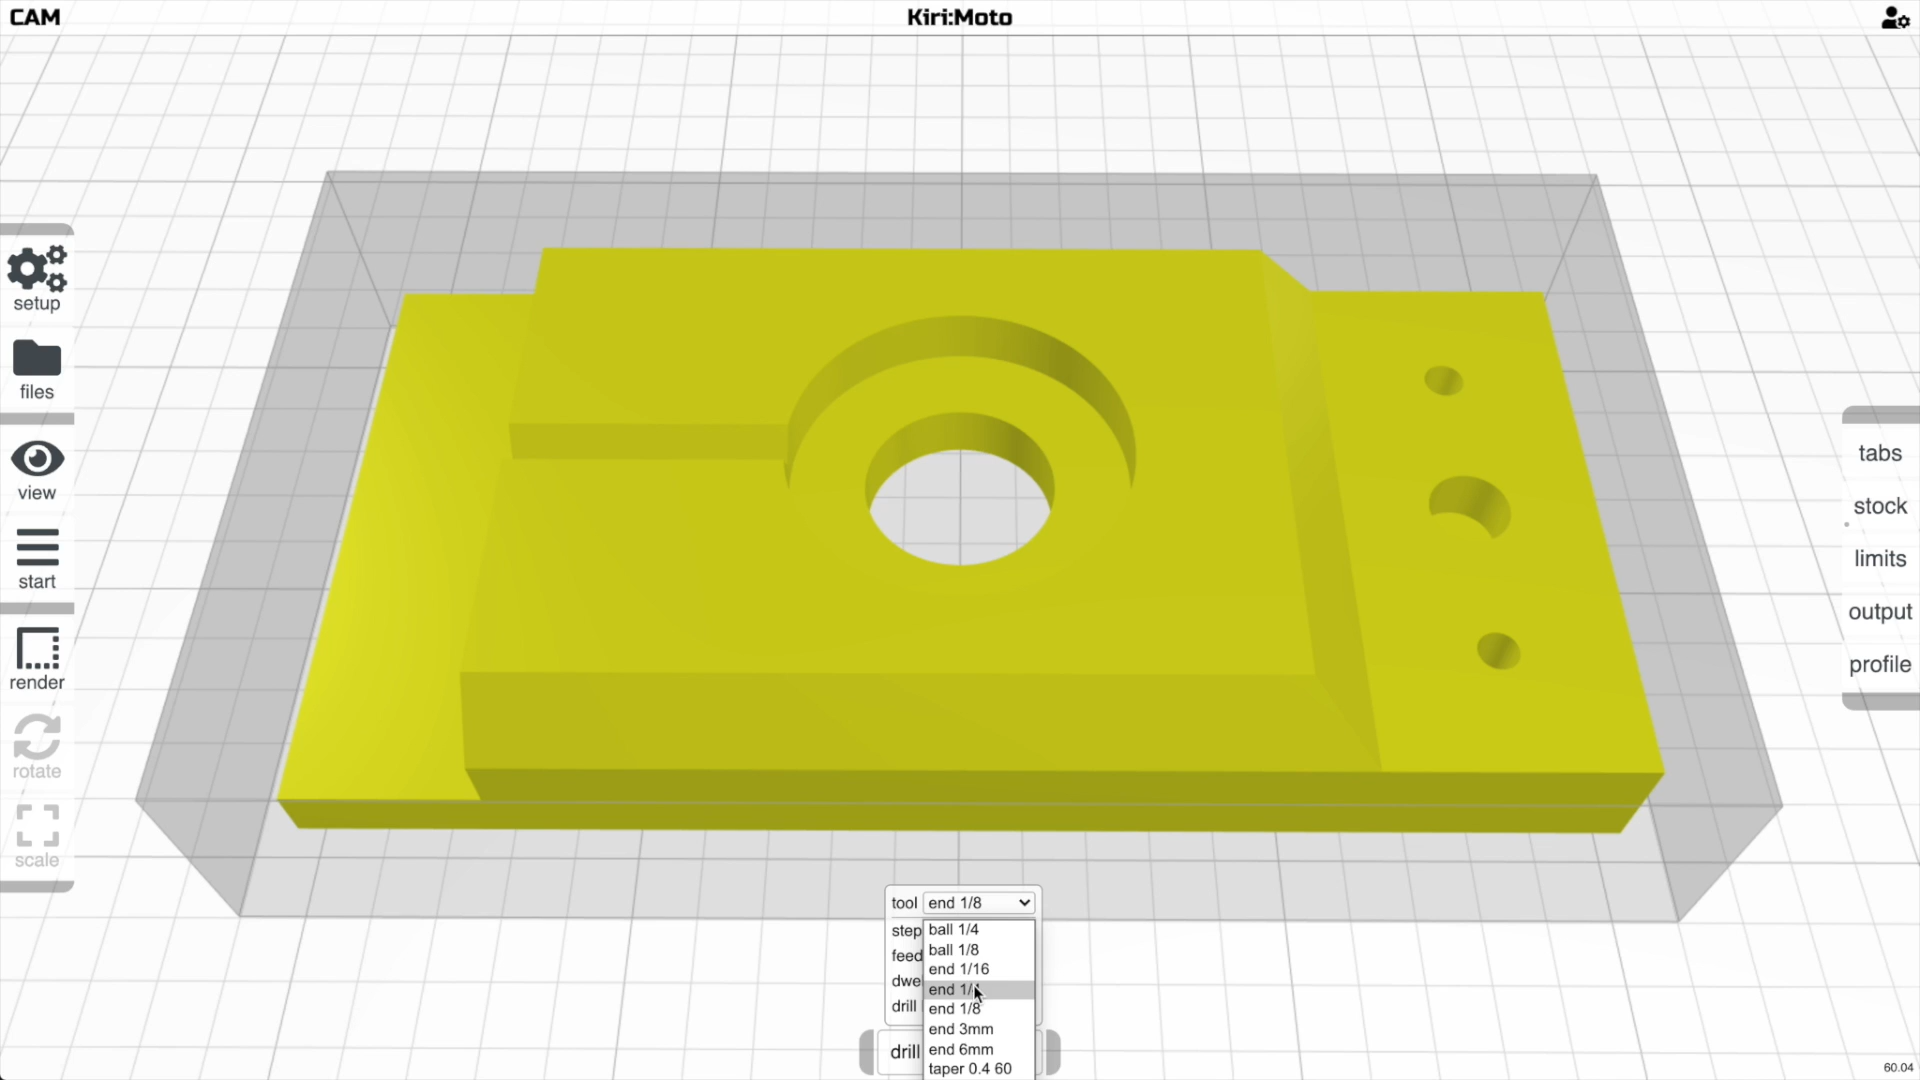 CAM
Kiri:Moto
setup
files
view
start
render
rotate
scale
tabs
stock
limits
output
profile
tool end 1/8
step
feed
dwe
drill
ball 1/4
ball 1/8
end 1/16
end 1/
end 1/8
end 3mm
end 6mm
taper 0.4 60
drill
60.04